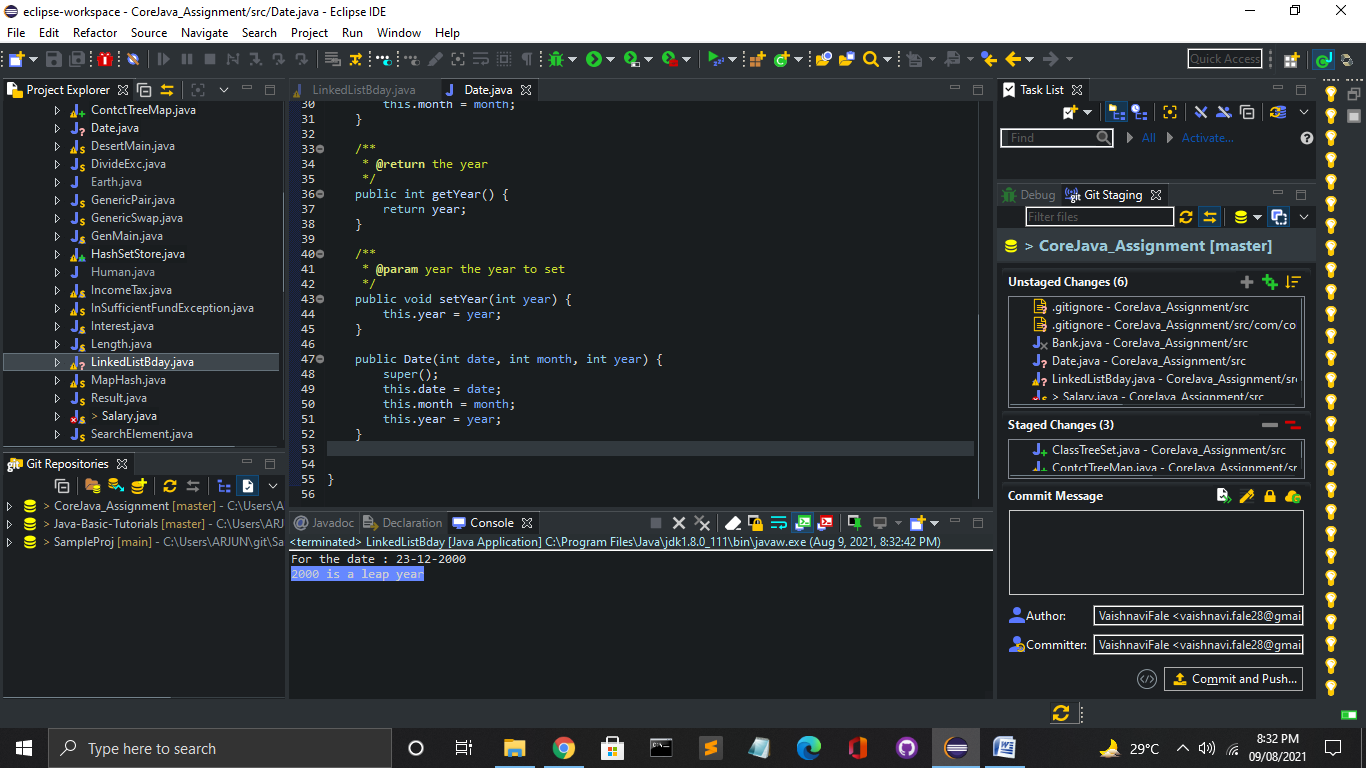 eclipse-workspace - CoreJava_Assignment/src/Date.java - Eclipse IDE
File Edit Refactor Source Navigate Search Project Run Window Help
Quick Access
Project Explorer
ContctTreeMap.java
Date.java
DesertMain.java
DivideExc.java
Earth.java
GenericPair.java
GenericSwap.java
GenMain.java
HashSetStore.java
Human.java
IncomeTax.java
InSufficientFundException.java
Interest.java
Length.java
LinkedListBday.java
MapHash.java
Result.java
> Salary.java
SearchElement.java
Git Repositories
> CoreJava_Assignment [master] - C:\Users\A
> Java-Basic-Tutorials [master] - C:\Users\ARJ
> SampleProj [main] - C:\Users\ARJUN\git\Sa
LinkedListBday.java Date.java
30 this.month = month;
31 }
32
33 /**
34 * @return the year
35 */
36 public int getYear() {
37 return year;
38 }
39
40 /**
41 * @param year the year to set
42 */
43 public void setYear(int year) {
44 this.year = year;
45 }
46
47 public Date(int date, int month, int year) {
48 super();
49 this.date = date;
50 this.month = month;
51 this.year = year;
52 }
53
54
55 }
56
@ Javadoc Declaration Console
<terminated> LinkedListBday [Java Application] C:\Program Files\Java\jdk1.8.0_111\bin\javaw.exe (Aug 9, 2021, 8:32:42 PM)
For the date : 23-12-2000
2000 is a leap year
Task List
Find All Activate...
Debug Git Staging
Filter files
> CoreJava_Assignment [master]
Unstaged Changes (6)
.gitignore - CoreJava_Assignment/src
.gitignore - CoreJava_Assignment/src/com/co
Bank.java - CoreJava_Assignment/src
Date.java - CoreJava_Assignment/src
LinkedListBday.java - CoreJava_Assignment/src
> Salary.java - CoreJava_Assignment/src
Staged Changes (3)
ClassTreeSet.java - CoreJava_Assignment/src
ContctTreeMap.java - CoreJava_Assignment/sr
Commit Message
Author: VaishnaviFale <vaishnavi.fale28@gmai
Committer: VaishnaviFale <vaishnavi.fale28@gmai
Commit and Push...
Type here to search
29°C
8:32 PM
09/08/2021